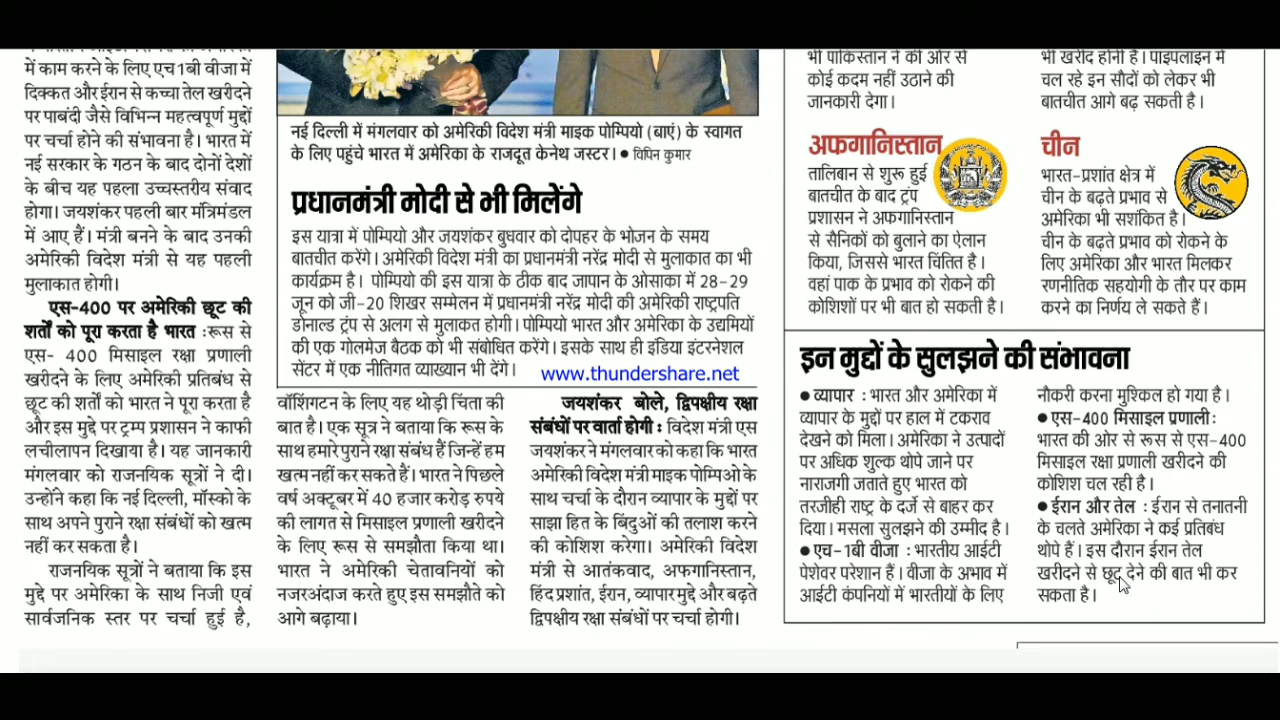 में काम करने के लिए एच1बी वीजा में
दिक्कत और ईरान से कच्चा तेल खरीदने
पर पाबंदी जैसे विभिन्न महत्वपूर्ण मुद्दों
पर चर्चा होने की संभावना है। भारत में
नई सरकार के गठन के बाद दोनों देशों
के बीच यह पहला उच्चस्तरीय संवाद
होगा। जयशंकर पहली बार मंत्रिमंडल
में आए हैं। मंत्री बनने के बाद उनकी
अमेरिकी विदेश मंत्री से यह पहली
मुलाकात होगी।
एस-400 पर अमेरिकी छूट की
शर्तों को पूरा करता है भारत :रूस से
एस- 400 मिसाइल रक्षा प्रणाली
खरीदने के लिए अमेरिकी प्रतिबंध से
छूट की शर्तों को भारत ने पूरा करता है
और इस मुद्दे पर ट्रम्प प्रशासन ने काफी
लचीलापन दिखाया है। यह जानकारी
मंगलवार को राजनयिक सूत्रों ने दी।
उन्होंने कहा कि नई दिल्ली, मॉस्को के
साथ अपने पुराने रक्षा संबंधों को खत्म
नहीं कर सकता है।
राजनयिक सूत्रों ने बताया कि इस
मुद्दे पर अमेरिका के साथ निजी एवं
सार्वजनिक स्तर पर चर्चा हुई है,
नई दिल्ली में मंगलवार को अमेरिकी विदेश मंत्री माइक पोम्पियो (बाएं) के स्वागत
के लिए पहुंचे भारत में अमेरिका के राजदूत केनेथ जस्टर। ● विपिन कुमार
प्रधानमंत्री मोदी से भी मिलेंगे
इस यात्रा में पोम्पियो और जयशंकर बुधवार को दोपहर के भोजन के समय
बातचीत करेंगे। अमेरिकी विदेश मंत्री का प्रधानमंत्री नरेंद्र मोदी से मुलाकात का भी
कार्यक्रम है। पोम्पियो की इस यात्रा के ठीक बाद जापान के ओसाका में 28-29
जून को जी-20 शिखर सम्मेलन में प्रधानमंत्री नरेंद्र मोदी की अमेरिकी राष्ट्रपति
डोनाल्ड ट्रंप से अलग से मुलाकत होगी। पोम्पियो भारत और अमेरिका के उद्यमियों
की एक गोलमेज बैठक को भी संबोधित करेंगे। इसके साथ ही इंडिया इंटरनेशल
सेंटर में एक नीतिगत व्याख्यान भी देंगे।
www.thundershare.net
वॉशिंगटन के लिए यह थोड़ी चिंता की
बात है। एक सूत्र ने बताया कि रूस के
साथ हमारे पुराने रक्षा संबंध हैं जिन्हें हम
खत्म नहीं कर सकते हैं। भारत ने पिछले
वर्ष अक्टूबर में 40 हजार करोड़ रुपये
की लागत से मिसाइल प्रणाली खरीदने
के लिए रूस से समझौता किया था।
भारत ने अमेरिकी चेतावनियों को
नजरअंदाज करते हुए इस समझौते को
आगे बढ़ाया।
जयशंकर बोले, द्विपक्षीय रक्षा
संबंधों पर वार्ता होगी : विदेश मंत्री एस
जयशंकर ने मंगलवार को कहा कि भारत
अमेरिकी विदेश मंत्री माइक पोम्पिओ के
साथ चर्चा के दौरान व्यापार के मुद्दों पर
साझा हित के बिंदुओं की तलाश करने
की कोशिश करेगा। अमेरिकी विदेश
मंत्री से आतंकवाद, अफगानिस्तान,
हिंद प्रशांत, ईरान, व्यापार मुद्दे और बढ़ते
द्विपक्षीय रक्षा संबंधों पर चर्चा होगी।
भी पाकिस्तान ने की ओर से
कोई कदम नहीं उठाने की
जानकारी देगा।
भी खरीद होनी है। पाइपलाइन में
चल रहे इन सौदों को लेकर भी
बातचीत आगे बढ़ सकती है।
अफगानिस्तान
तालिबान से शुरू हुई
बातचीत के बाद ट्रंप
प्रशासन ने अफगानिस्तान
से सैनिकों को बुलाने का ऐलान
किया, जिससे भारत चिंतित है।
वहां पाक के प्रभाव को रोकने की
कोशिशों पर भी बात हो सकती है।
चीन
भारत-प्रशांत क्षेत्र में
चीन के बढ़ते प्रभाव से
अमेरिका भी सशंकित है।
चीन के बढ़ते प्रभाव को रोकने के
लिए अमेरिका और भारत मिलकर
रणनीतिक सहयोगी के तौर पर काम
करने का निर्णय ले सकते हैं।
इन मुद्दों के सुलझने की संभावना
● व्यापार : भारत और अमेरिका में
व्यापार के मुद्दों पर हाल में टकराव
देखने को मिला। अमेरिका ने उत्पादों
पर अधिक शुल्क थोपे जाने पर
नाराजगी जताते हुए भारत को
तरजीही राष्ट्र के दर्जे से बाहर कर
दिया। मसला सुलझने की उम्मीद है।
● एच-1बी वीजा : भारतीय आईटी
पेशेवर परेशान हैं। वीजा के अभाव में
आईटी कंपनियों में भारतीयों के लिए
नौकरी करना मुश्किल हो गया है।
● एस-400 मिसाइल प्रणाली:
भारत की ओर से रूस से एस-400
मिसाइल रक्षा प्रणाली खरीदने की
कोशिश चल रही है।
● ईरान और तेल : ईरान से तनातनी
के चलते अमेरिका ने कई प्रतिबंध
थोपे हैं। इस दौरान ईरान तेल
खरीदने से छूट देने की बात भी कर
सकता है।